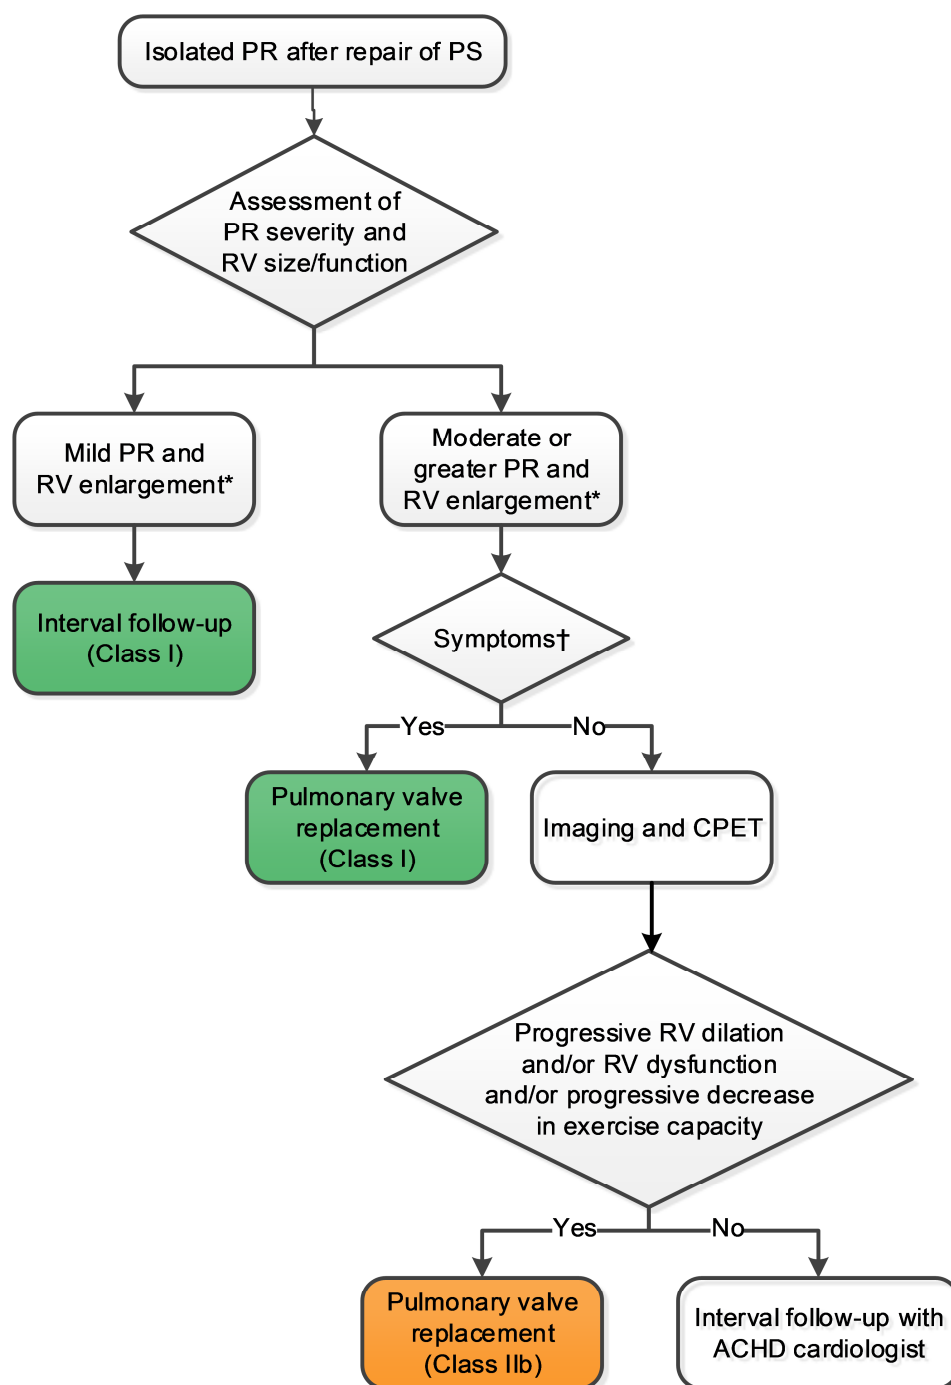 Isolated PR after repair of PS
Assessment of
PR severity and
RV size/function
Mild PR and
RV enlargement*
Moderate or
greater PR and
RV enlargement*
Interval follow-up
(Class I)
Symptoms†
Yes
No
Pulmonary valve
replacement
(Class I)
Imaging and CPET
Progressive RV dilation
and/or RV dysfunction
and/or progressive decrease
in exercise capacity
Yes
No
Pulmonary valve
replacement
(Class IIb)
Interval follow-up with
ACHD cardiologist